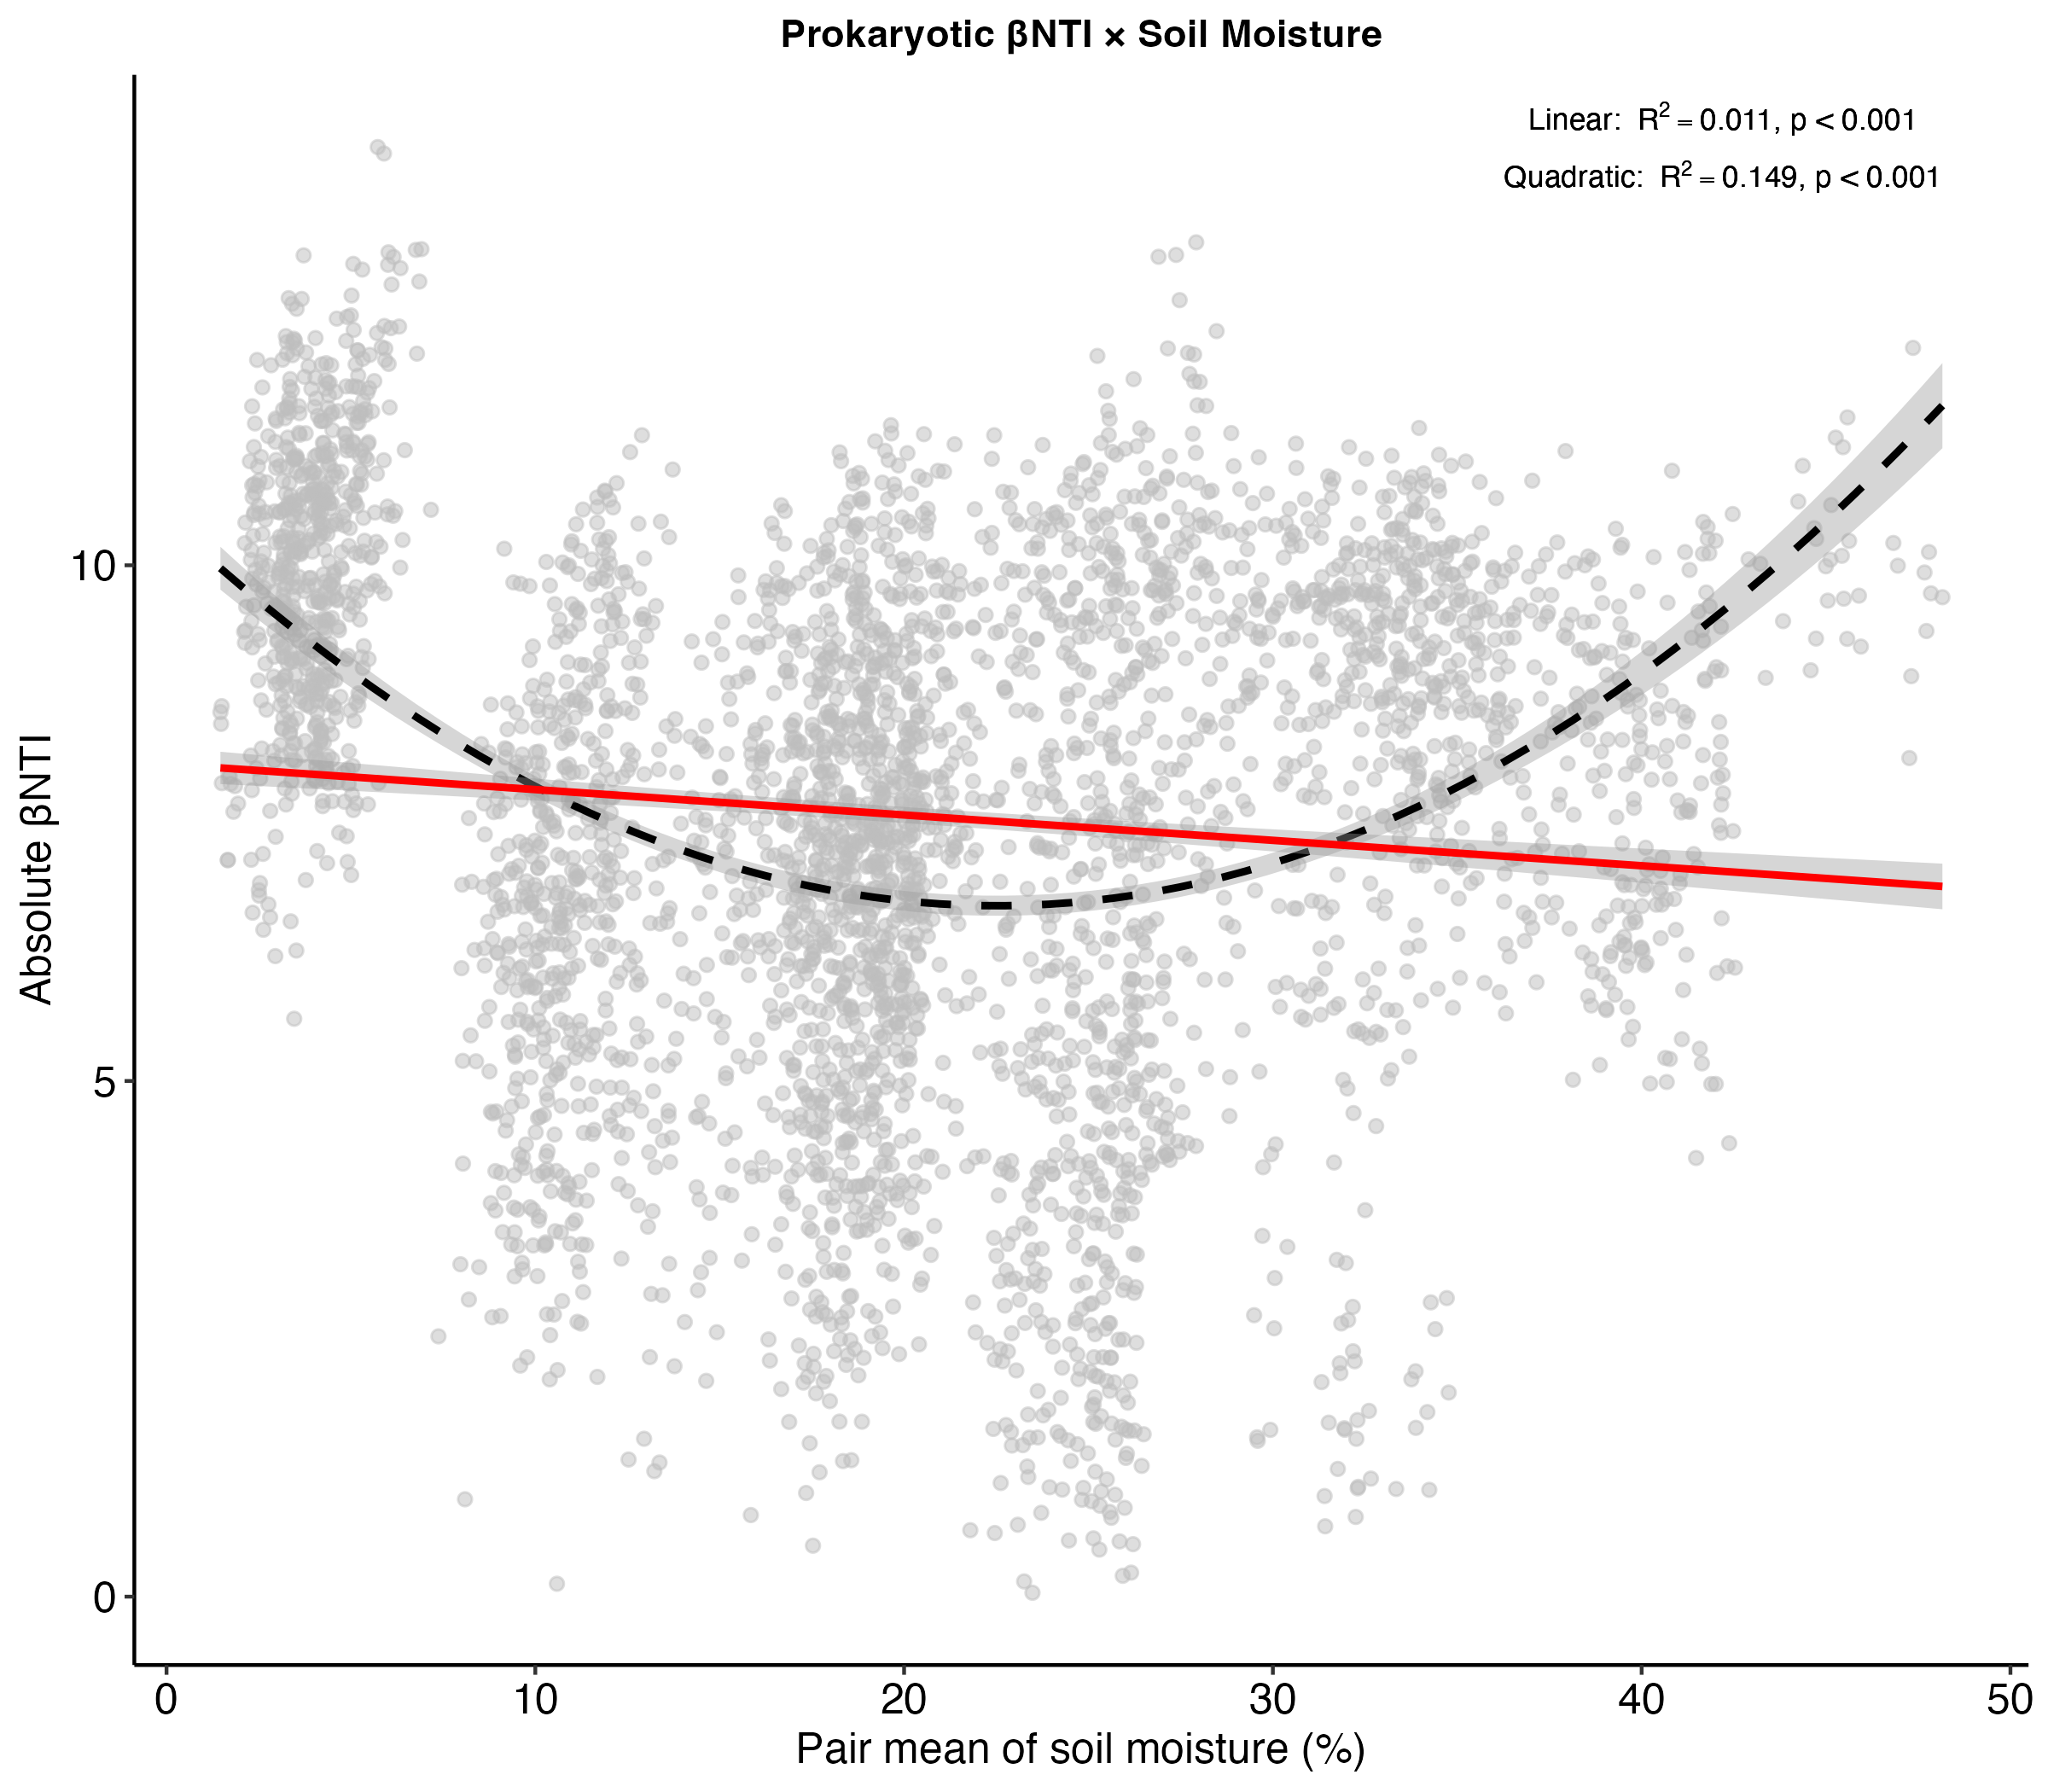 Prokaryotic βNTI × Soil Moisture
Linear: R² = 0.011, p < 0.001
Quadratic: R² = 0.149, p < 0.001
Absolute βNTI
10
5
0
0 10 20 30 40 50
Pair mean of soil moisture (%)